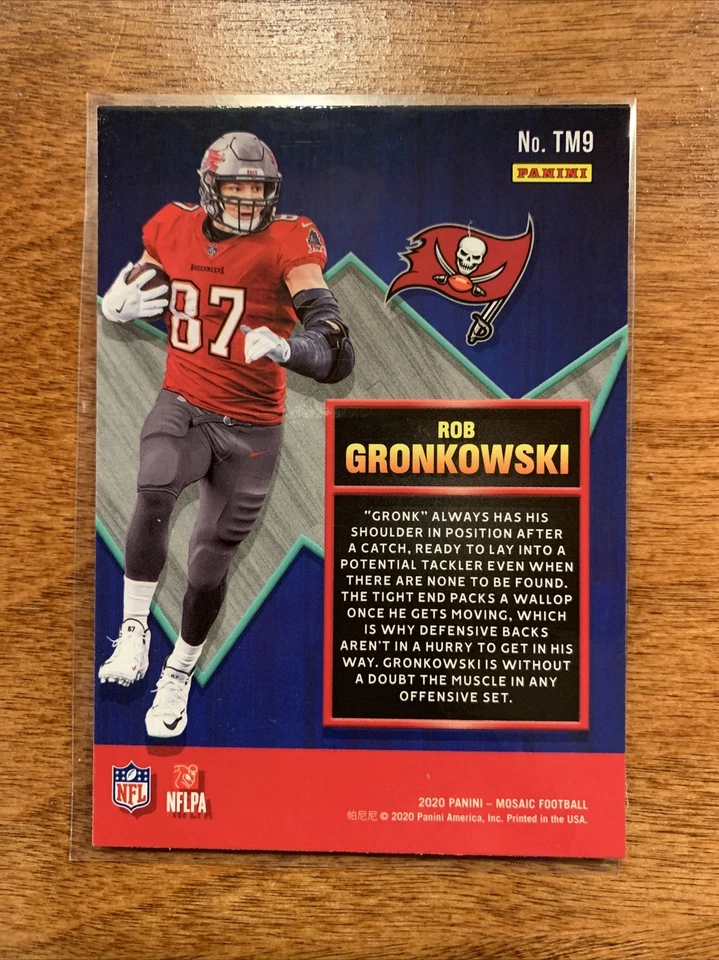 No. TM9
PANINI
BUCCANEERS
87
ROB
GRONKOWSKI
"GRONK" ALWAYS HAS HIS
SHOULDER IN POSITION AFTER
A CATCH, READY TO LAY INTO A
POTENTIAL TACKLER EVEN WHEN
THERE ARE NONE TO BE FOUND.
THE TIGHT END PACKS A WALLOP
ONCE HE GETS MOVING, WHICH
IS WHY DEFENSIVE BACKS
AREN'T IN A HURRY TO GET IN HIS
WAY. GRONKOWSKI IS WITHOUT
A DOUBT THE MUSCLE IN ANY
OFFENSIVE SET.
87
87
NFL
NFLPA
2020 PANINI – MOSAIC FOOTBALL
帕尼尼 © 2020 Panini America, Inc. Printed in the USA.